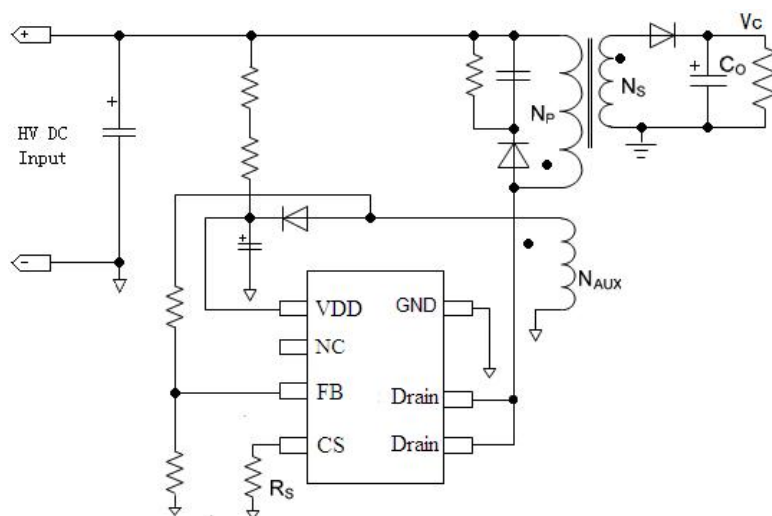 +
Vc
+
+
Co
Ns
NP
HV DC
Input
+
-
NAUX
VDD
GND
NC
FB
Drain
CS
Drain
Rs